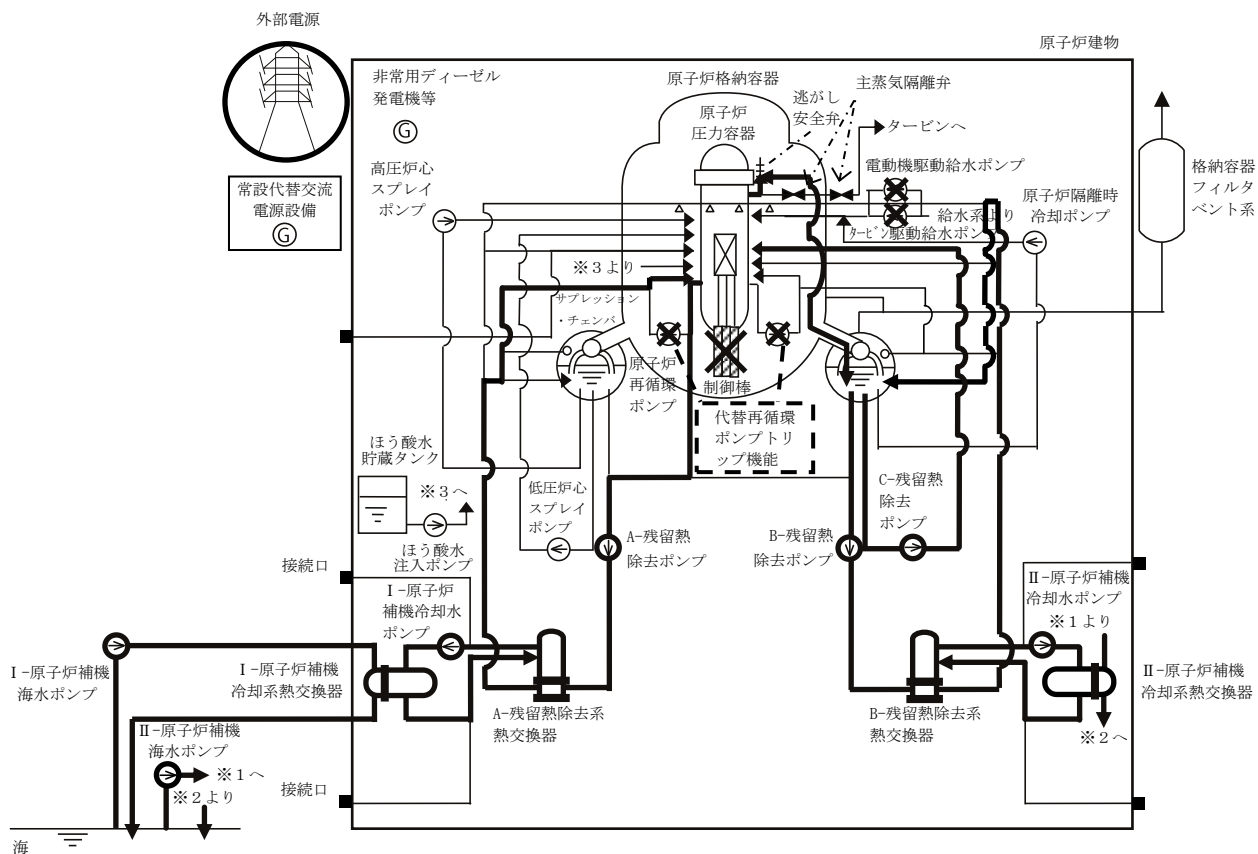 外部電源
常設代替交流
電源設備
G
原子炉建物
非常用ディーゼル
発電機等
G
高圧炉心
スプレイ
ポンプ
原子炉格納容器
原子炉
圧力容器
逃がし
安全弁
主蒸気隔離弁
タービンへ
電動機駆動給水ポンプ
給水系より
タービン駆動給水ポンプ
原子炉隔離時
冷却ポンプ
格納容器
フィルタ
ベント系
※3より
サプレッション
・チェンバ
原子炉
再循環
ポンプ
制御棒
代替再循環
ポンプトリ
ップ機能
ほう酸水
貯蔵タンク
※3へ
ほう酸水
注入ポンプ
低圧炉心
スプレイ
ポンプ
A-残留熱
除去ポンプ
B-残留熱
除去ポンプ
C-残留熱
除去
ポンプ
接続口
Ⅰ-原子炉
補機冷却水
ポンプ
Ⅱ-原子炉補機
冷却水ポンプ
※1より
Ⅰ-原子炉補機
海水ポンプ
Ⅰ-原子炉補機
冷却系熱交換器
A-残留熱除去系
熱交換器
B-残留熱除去系
熱交換器
Ⅱ-原子炉補機
冷却系熱交換器
※2へ
Ⅱ-原子炉補機
海水ポンプ
※1へ
※2より
接続口
海